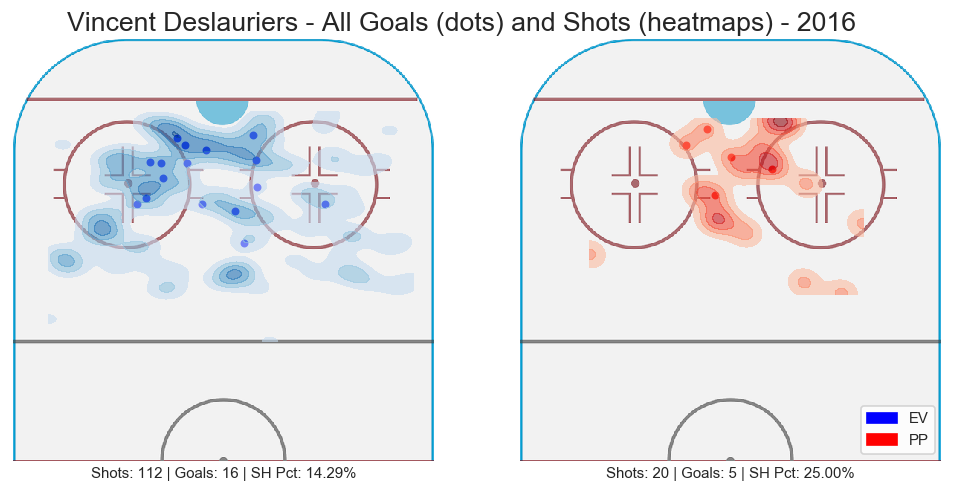 Vincent Deslauriers - All Goals (dots) and Shots (heatmaps) - 2016
EV
PP
Shots: 112 | Goals: 16 | SH Pct: 14.29%
Shots: 20 | Goals: 5 | SH Pct: 25.00%